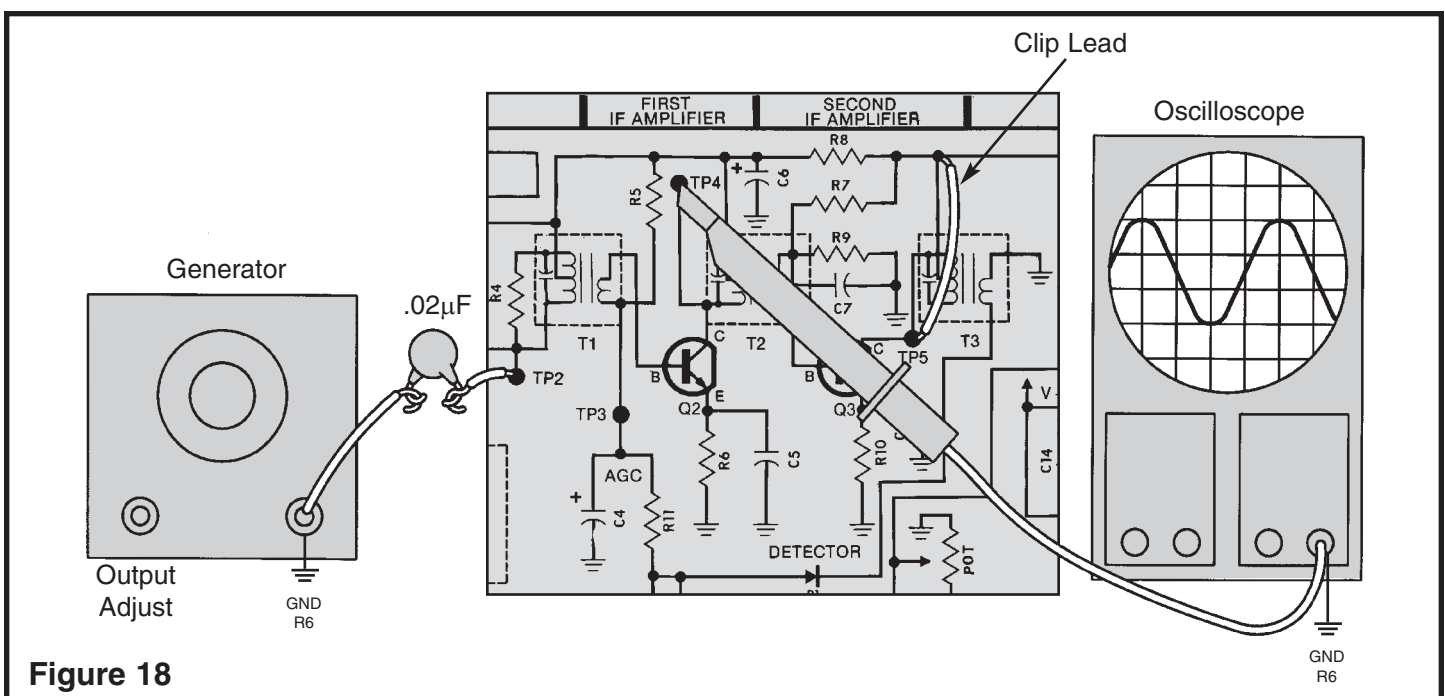 Clip Lead
FIRST
IF AMPLIFIER
SECOND
IF AMPLIFIER
Oscilloscope
R8
TP4
C6
R5
R7
R9
Generator
.02μF
R4
C7
T1
C
T2
C
TP5
T3
TP2
B
B
E
Q2
Q3
TP3
V
R6
C5
R10
C14
AGC
+
+
C4
R11
DETECTOR
POT
Output
Adjust
GND
R6
GND
R6
Figure 18